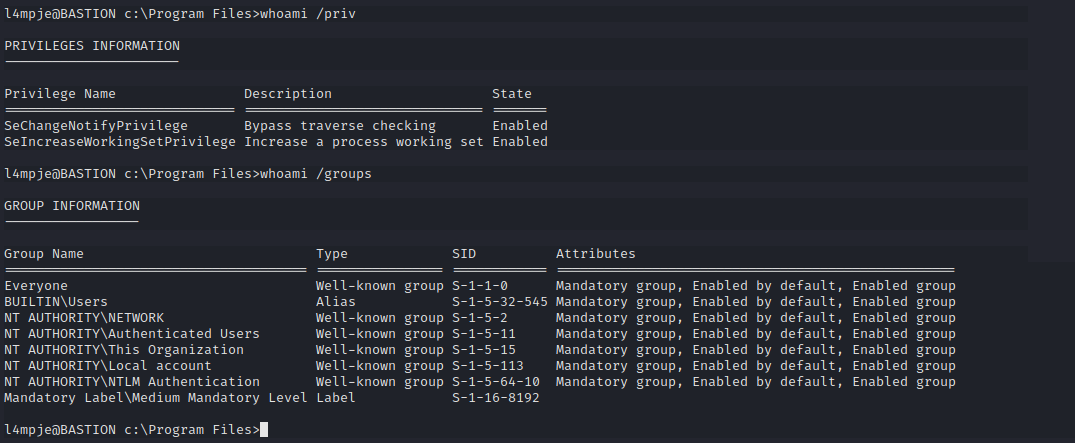 l4mpje@BASTION c:\Program Files>whoami /priv
PRIVILEGES INFORMATION
----------------------
Privilege Name                Description                    State
============================= ============================== =======
SeChangeNotifyPrivilege       Bypass traverse checking       Enabled
SeIncreaseWorkingSetPrivilege Increase a process working set Enabled
l4mpje@BASTION c:\Program Files>whoami /groups
GROUP INFORMATION
-----------------
Group Name                             Type             SID          Attributes
====================================== ================ ============ ==================================================
Everyone                               Well-known group S-1-1-0      Mandatory group, Enabled by default, Enabled group
BUILTIN\Users                          Alias            S-1-5-32-545 Mandatory group, Enabled by default, Enabled group
NT AUTHORITY\NETWORK                   Well-known group S-1-5-2      Mandatory group, Enabled by default, Enabled group
NT AUTHORITY\Authenticated Users       Well-known group S-1-5-11     Mandatory group, Enabled by default, Enabled group
NT AUTHORITY\This Organization         Well-known group S-1-5-15     Mandatory group, Enabled by default, Enabled group
NT AUTHORITY\Local account             Well-known group S-1-5-113    Mandatory group, Enabled by default, Enabled group
NT AUTHORITY\NTLM Authentication       Well-known group S-1-5-64-10  Mandatory group, Enabled by default, Enabled group
Mandatory Label\Medium Mandatory Level Label            S-1-16-8192
l4mpje@BASTION c:\Program Files>